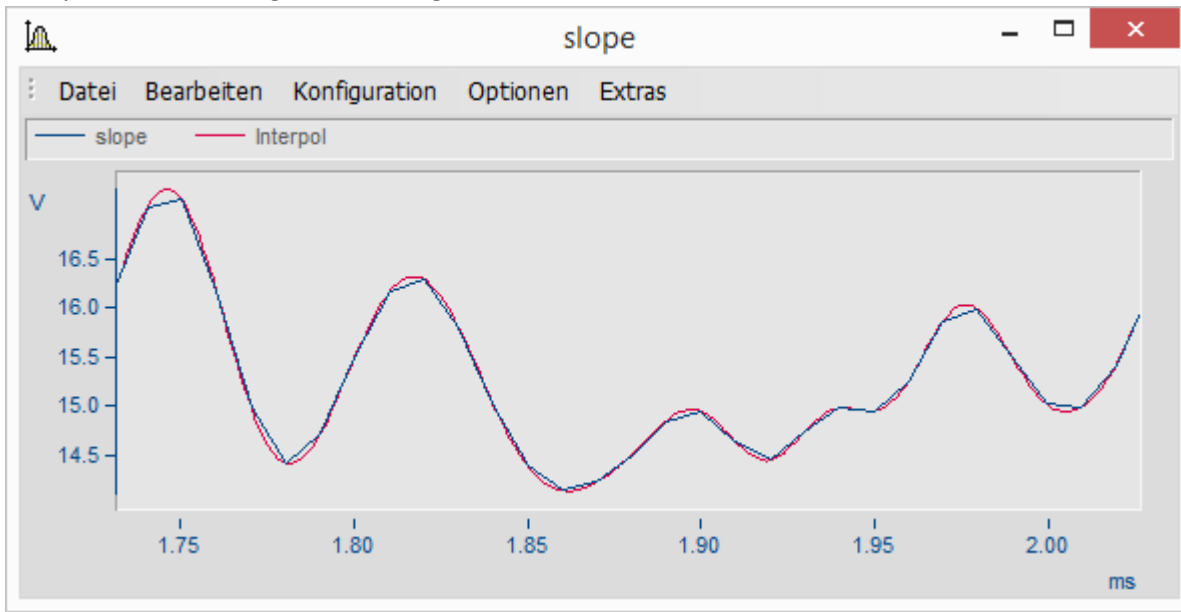 slope
Datei Bearbeiten Konfiguration Optionen Extras
slope Interpol
V
16.5
16.0
15.5
15.0
14.5
1.75 1.80 1.85 1.90 1.95 2.00
ms